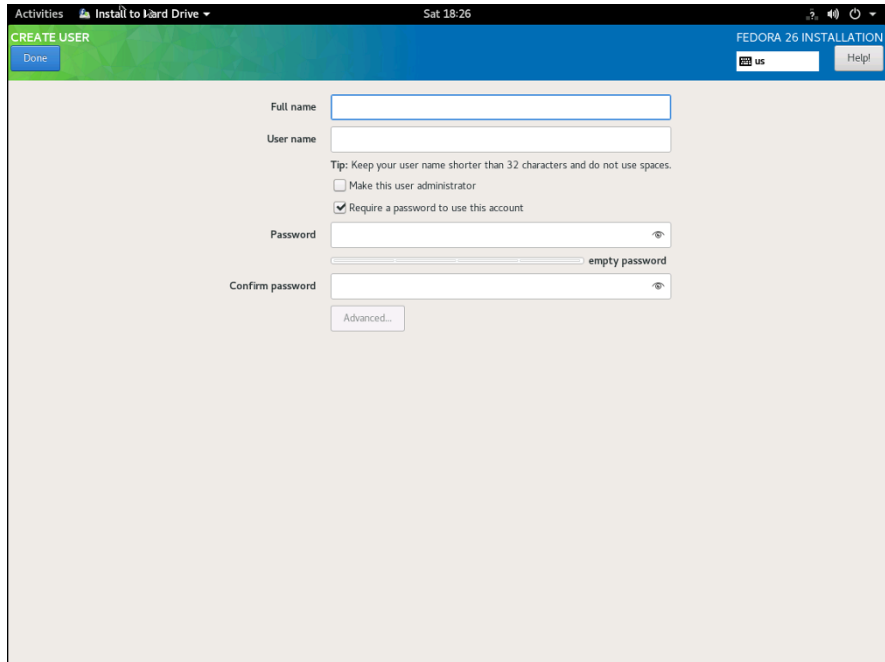 Activities Install to Hard Drive Sat 18:26
CREATE USER FEDORA 26 INSTALLATION
Done us Help!
Full name
User name
Tip: Keep your user name shorter than 32 characters and do not use spaces.
Make this user administrator
Require a password to use this account
Password
empty password
Confirm password
Advanced...